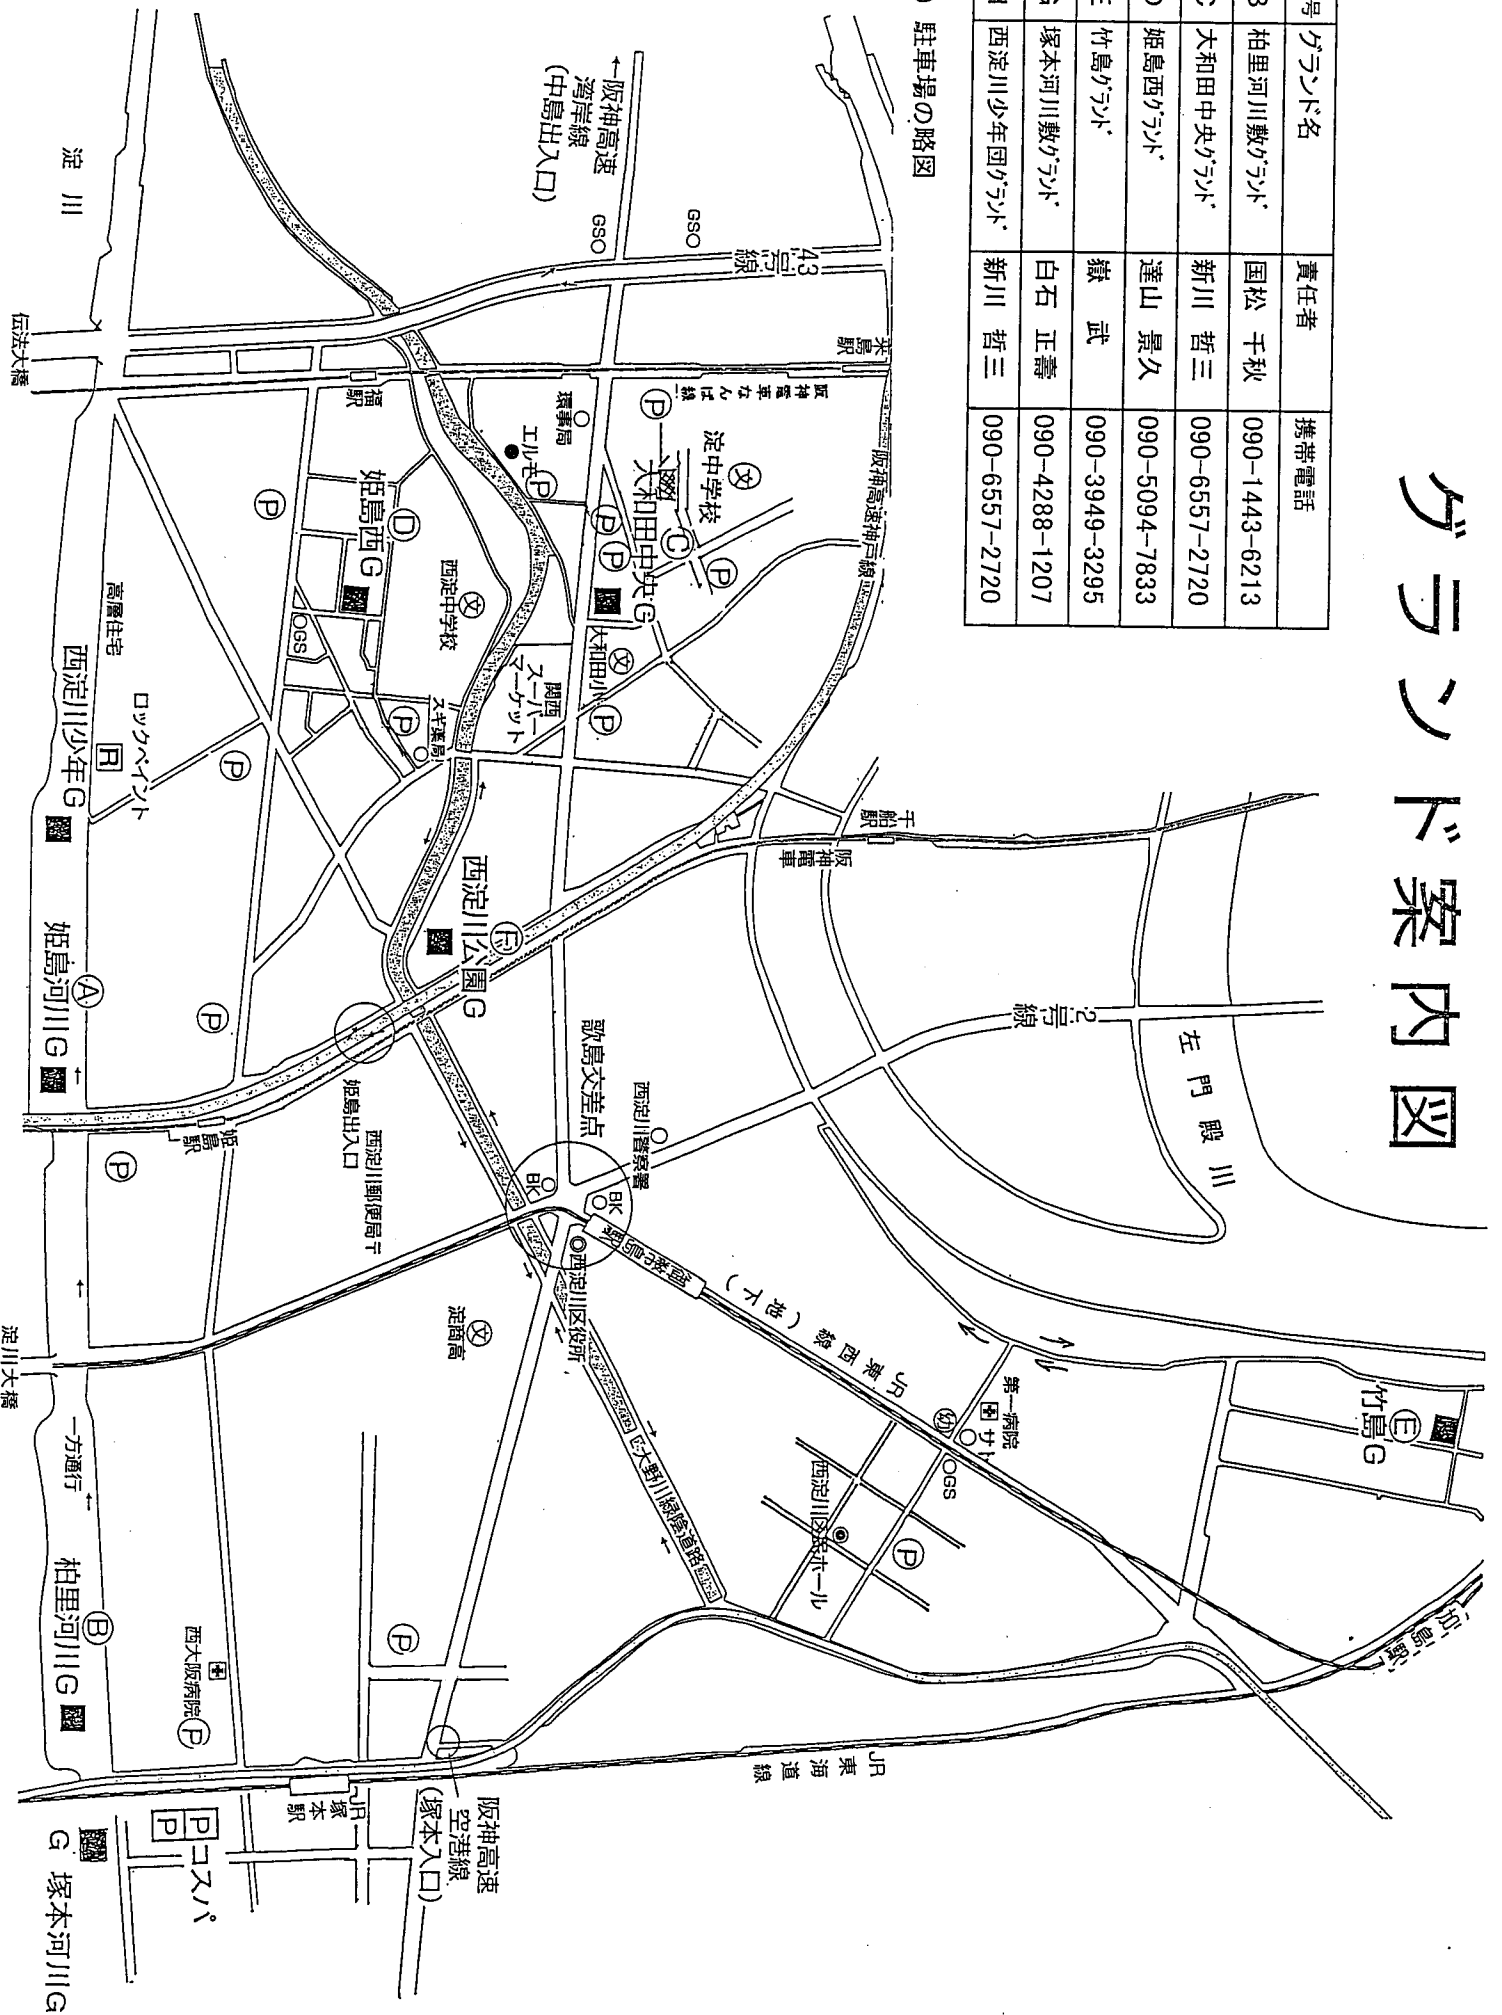 グランド案内図
号 グランド名 責任者 携帯電話
B 柏里河川敷グランド 国松 千秋 090-1443-6213
C 大和田中央グランド 新川 哲三 090-6557-2720
D 姫島西グランド 達山 景久 090-5094-7833
E 竹島グランド 嶽 武 090-3949-3295
G 塚本河川敷グランド 白石 正壽 090-4288-1207
H 西淀川少年団グランド 新川 哲三 090-6557-2720
駐車場の略図
←阪神高速
湾岸線
(中島出入口)
GS
GS
43号線
出来島駅
阪神電車なんば線
阪神高速神戸線
淀川
伝法大橋
福駅
環事局
エルモ
P
P
淀中学校
文
C
大和田中央G
P
P
P
大和田小
文
P
関西
スーパー
マーケット
D
姫島西G
P
GS
西淀中学校
文
スギ薬局
P
高層住宅
ロックペイント
R
西淀川少年G
P
千船駅
阪神電車
2号線
左門殿川
F
西淀川公園G
A
姫島河川G
P
姫島出入口
姫島駅
P
歌島交差点
西淀川警察署
BK
BK
西淀川郵便局〒
西淀川区役所
御幣島駅
JR東西線(地下)
淀商高
文
淀川大橋
一方通行
大野川緑陰道路
第一病院
サト
幼
GS
西淀川区民ホール
P
E
竹島G
加島駅
B
柏里河川G
西大阪病院
P
P
JR東海道線
JR塚本駅
阪神高速
空港線
(塚本入口)
P
P
コスパ
G 塚本河川G